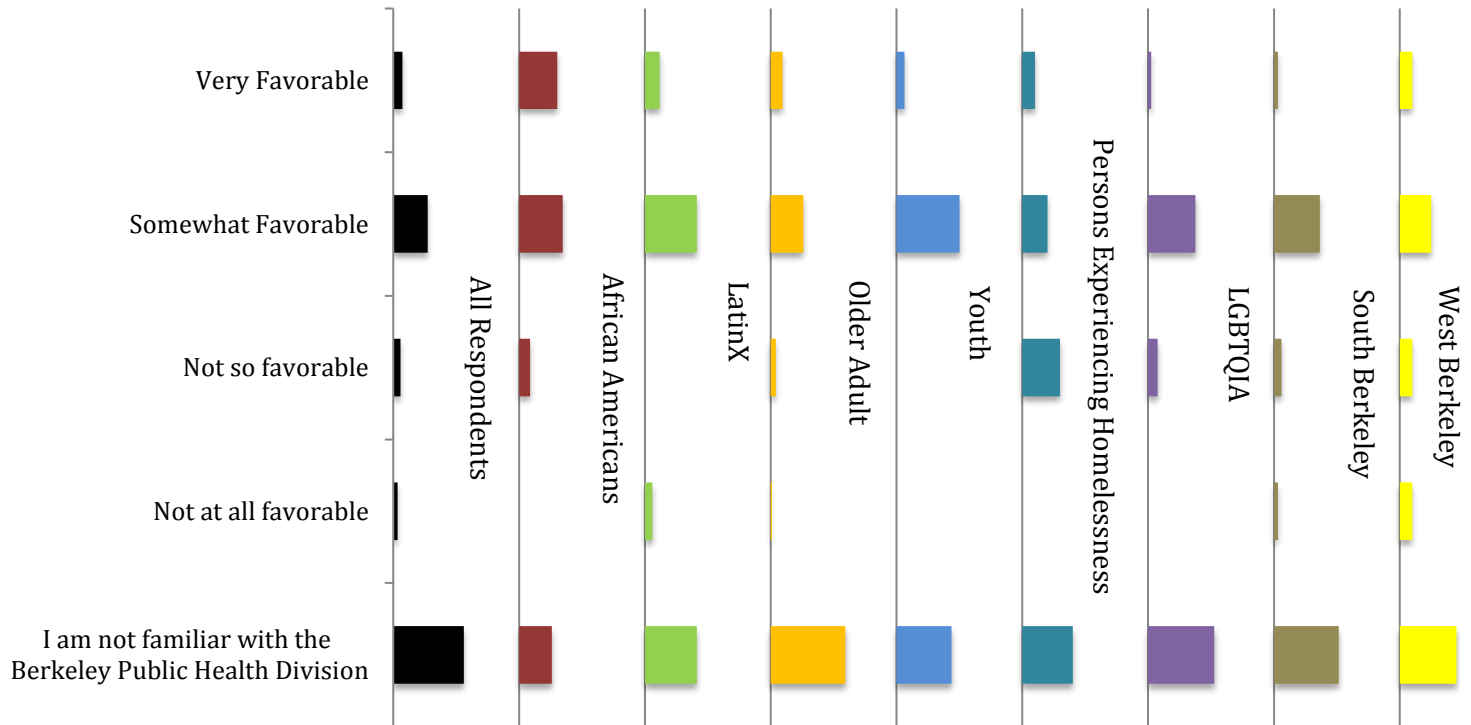 Very Favorable
Somewhat Favorable
Not so favorable
Not at all favorable
I am not familiar with the
Berkeley Public Health Division
All Respondents
African Americans
LatinX
Older Adult
Youth
Persons Experiencing Homelessness
LGBTQIA
South Berkeley
West Berkeley